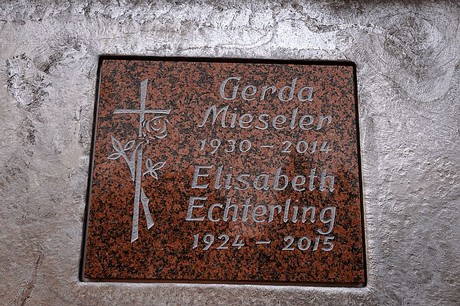 Gerda
Mieseler
1930 – 2014
Elisabeth
Echterling
1924 – 2015